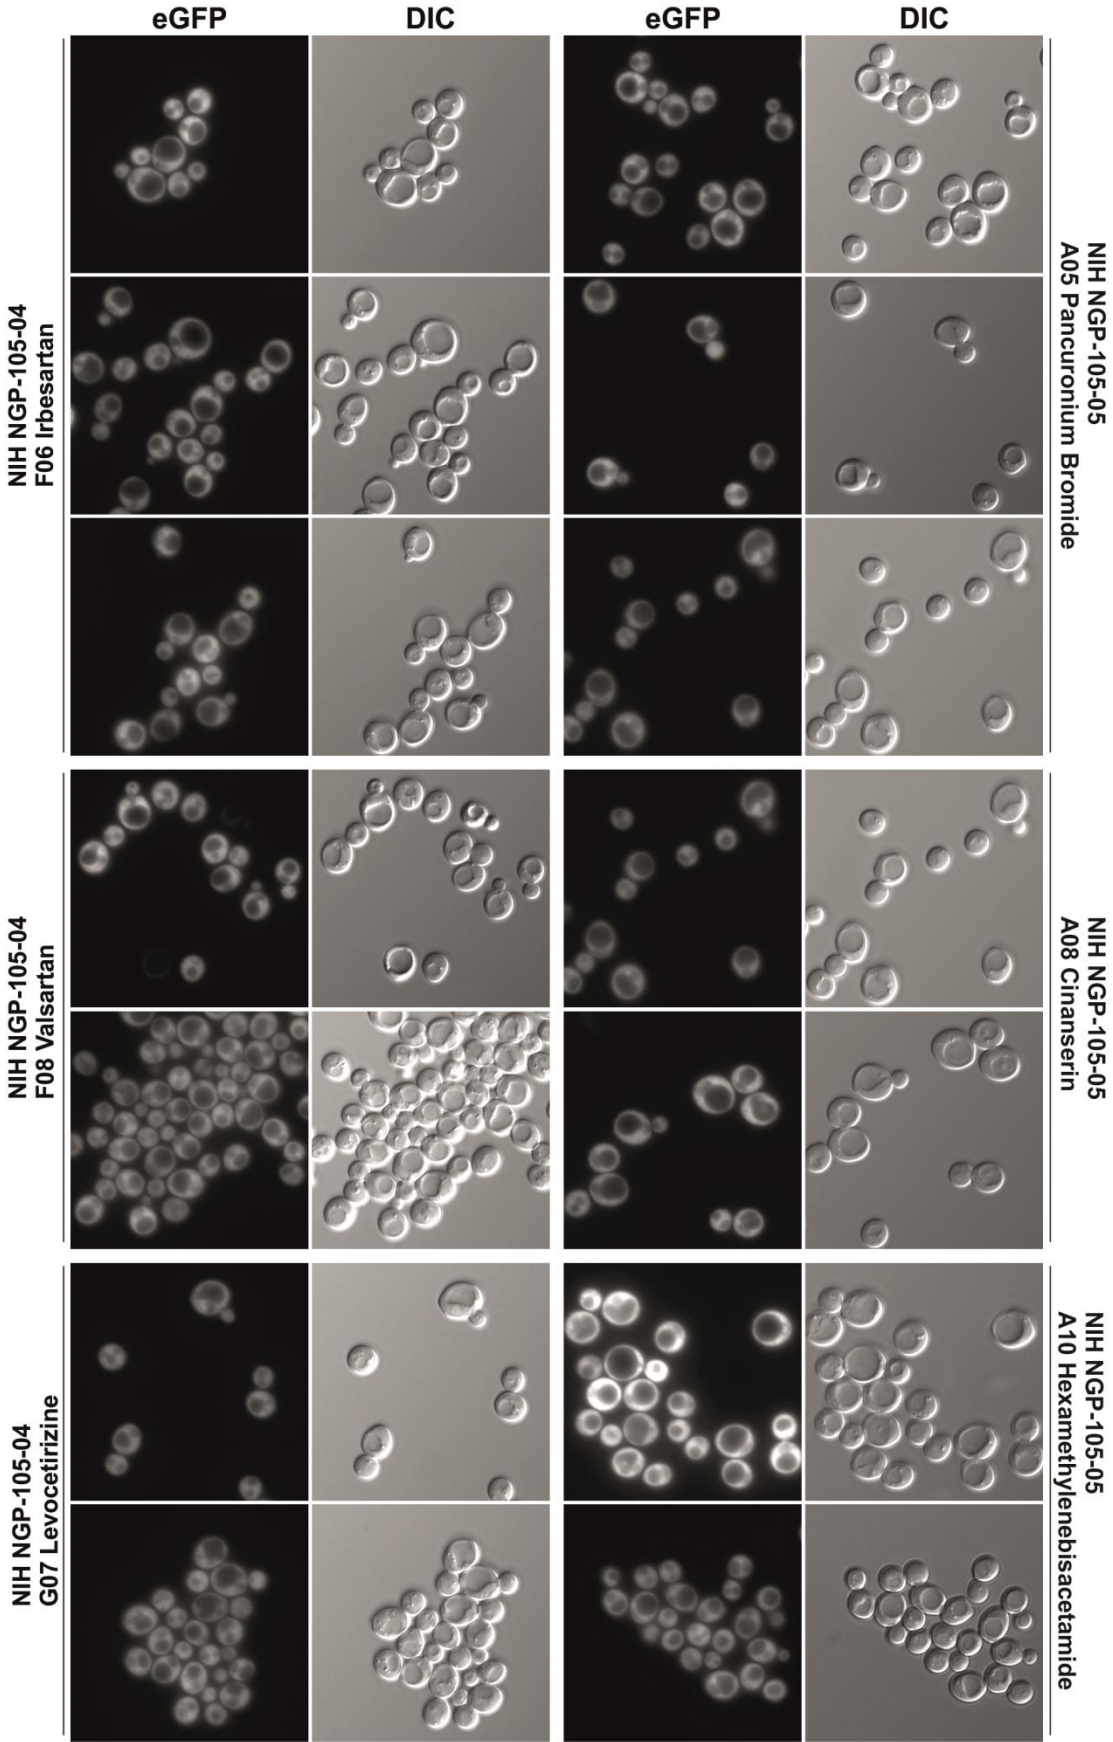 eGFP DIC eGFP DIC
NIH NGP-105-04
F06 Irbesartan
NIH NGP-105-05
A05 Pancuronium Bromide
NIH NGP-105-04
F08 Valsartan
NIH NGP-105-05
A08 Cinanserin
NIH NGP-105-04
G07 Levocetirizine
NIH NGP-105-05
A10 Hexamethylenebisacetamide